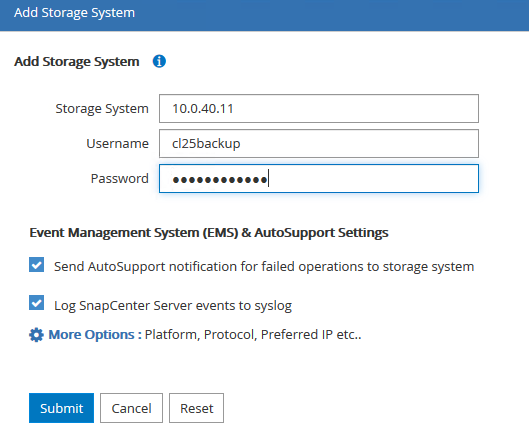 Add Storage System
Add Storage System
Storage System 10.0.40.11
Username cl25backup
Password ••••••••••••
Event Management System (EMS) & AutoSupport Settings
Send AutoSupport notification for failed operations to storage system
Log SnapCenter Server events to syslog
More Options : Platform, Protocol, Preferred IP etc..
Submit Cancel Reset